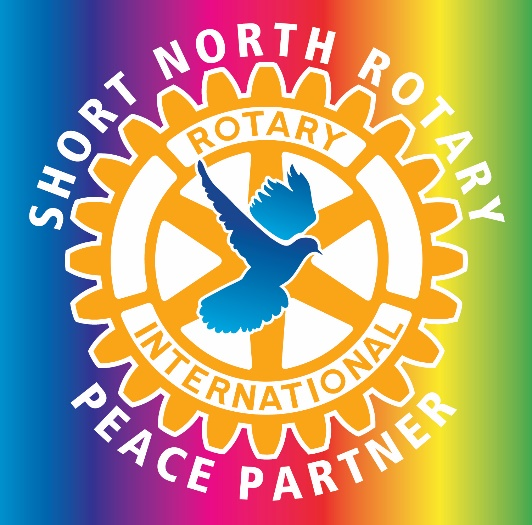 SHORT NORTH ROTARY
ROTARY
INTERNATIONAL
PEACE PARTNER